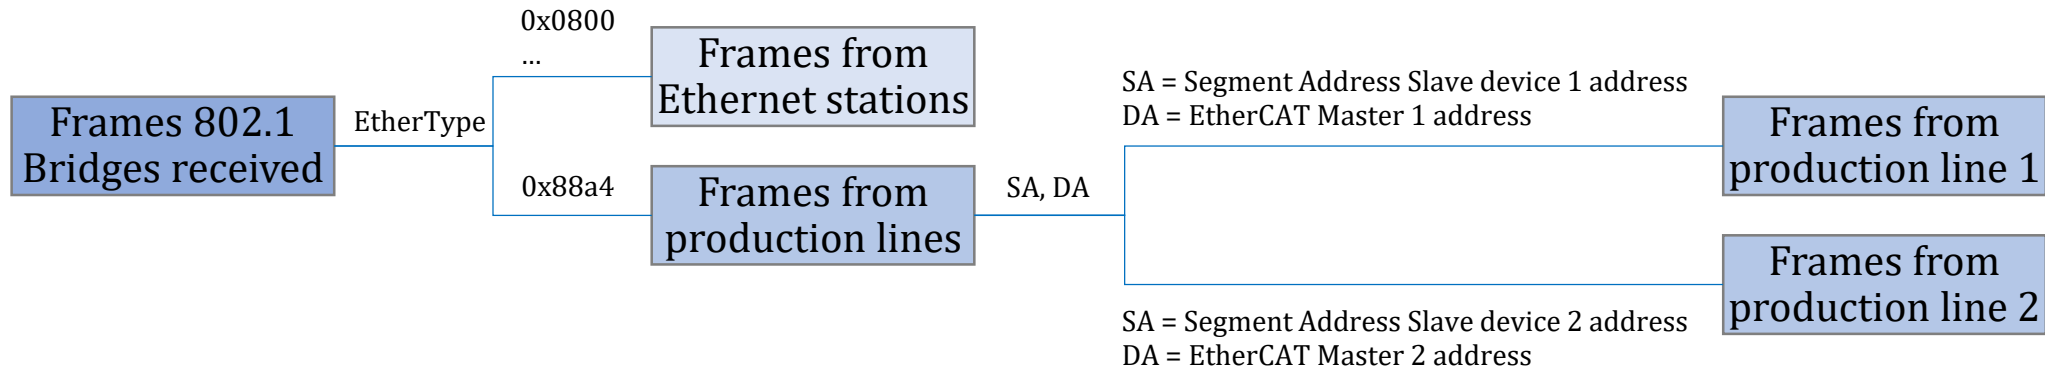 Frames 802.1
Bridges received
EtherType
0x0800
...
Frames from
Ethernet stations
0x88a4
Frames from
production lines
SA, DA
SA = Segment Address Slave device 1 address
DA = EtherCAT Master 1 address
Frames from
production line 1
SA = Segment Address Slave device 2 address
DA = EtherCAT Master 2 address
Frames from
production line 2